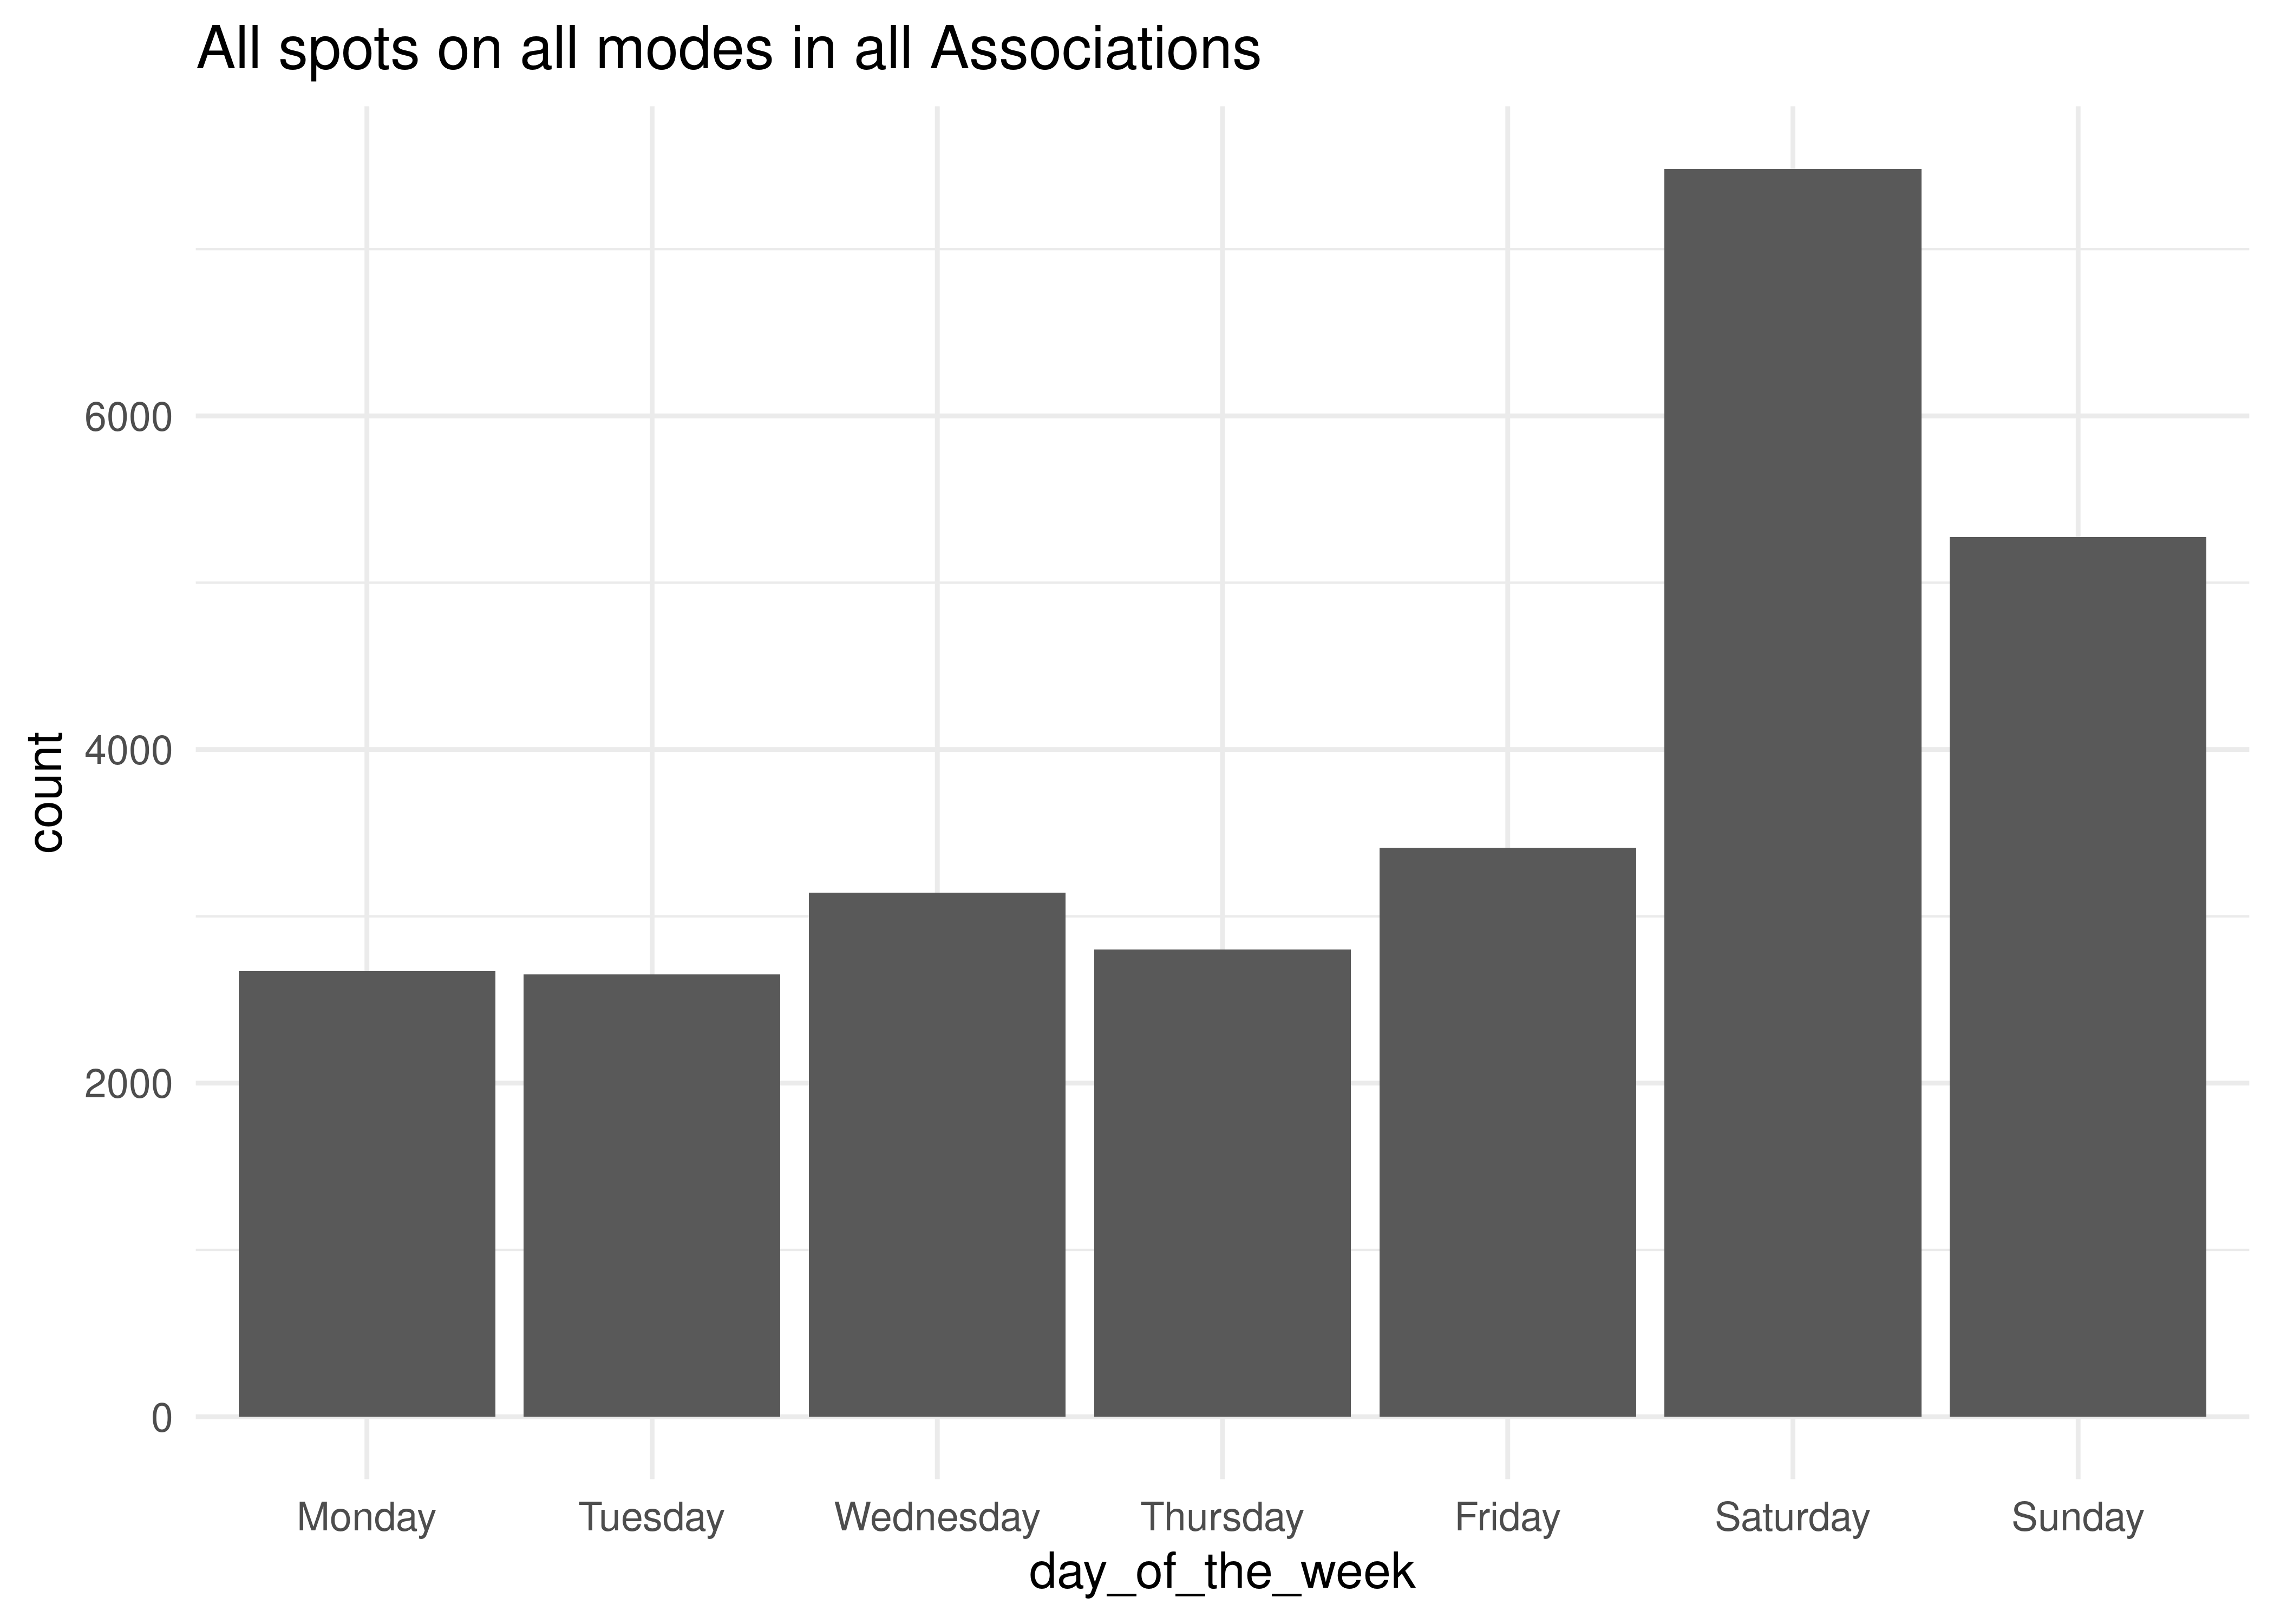 All spots on all modes in all Associations
count
6000
4000
2000
0
Monday Tuesday Wednesday Thursday Friday Saturday Sunday
day_of_the_week